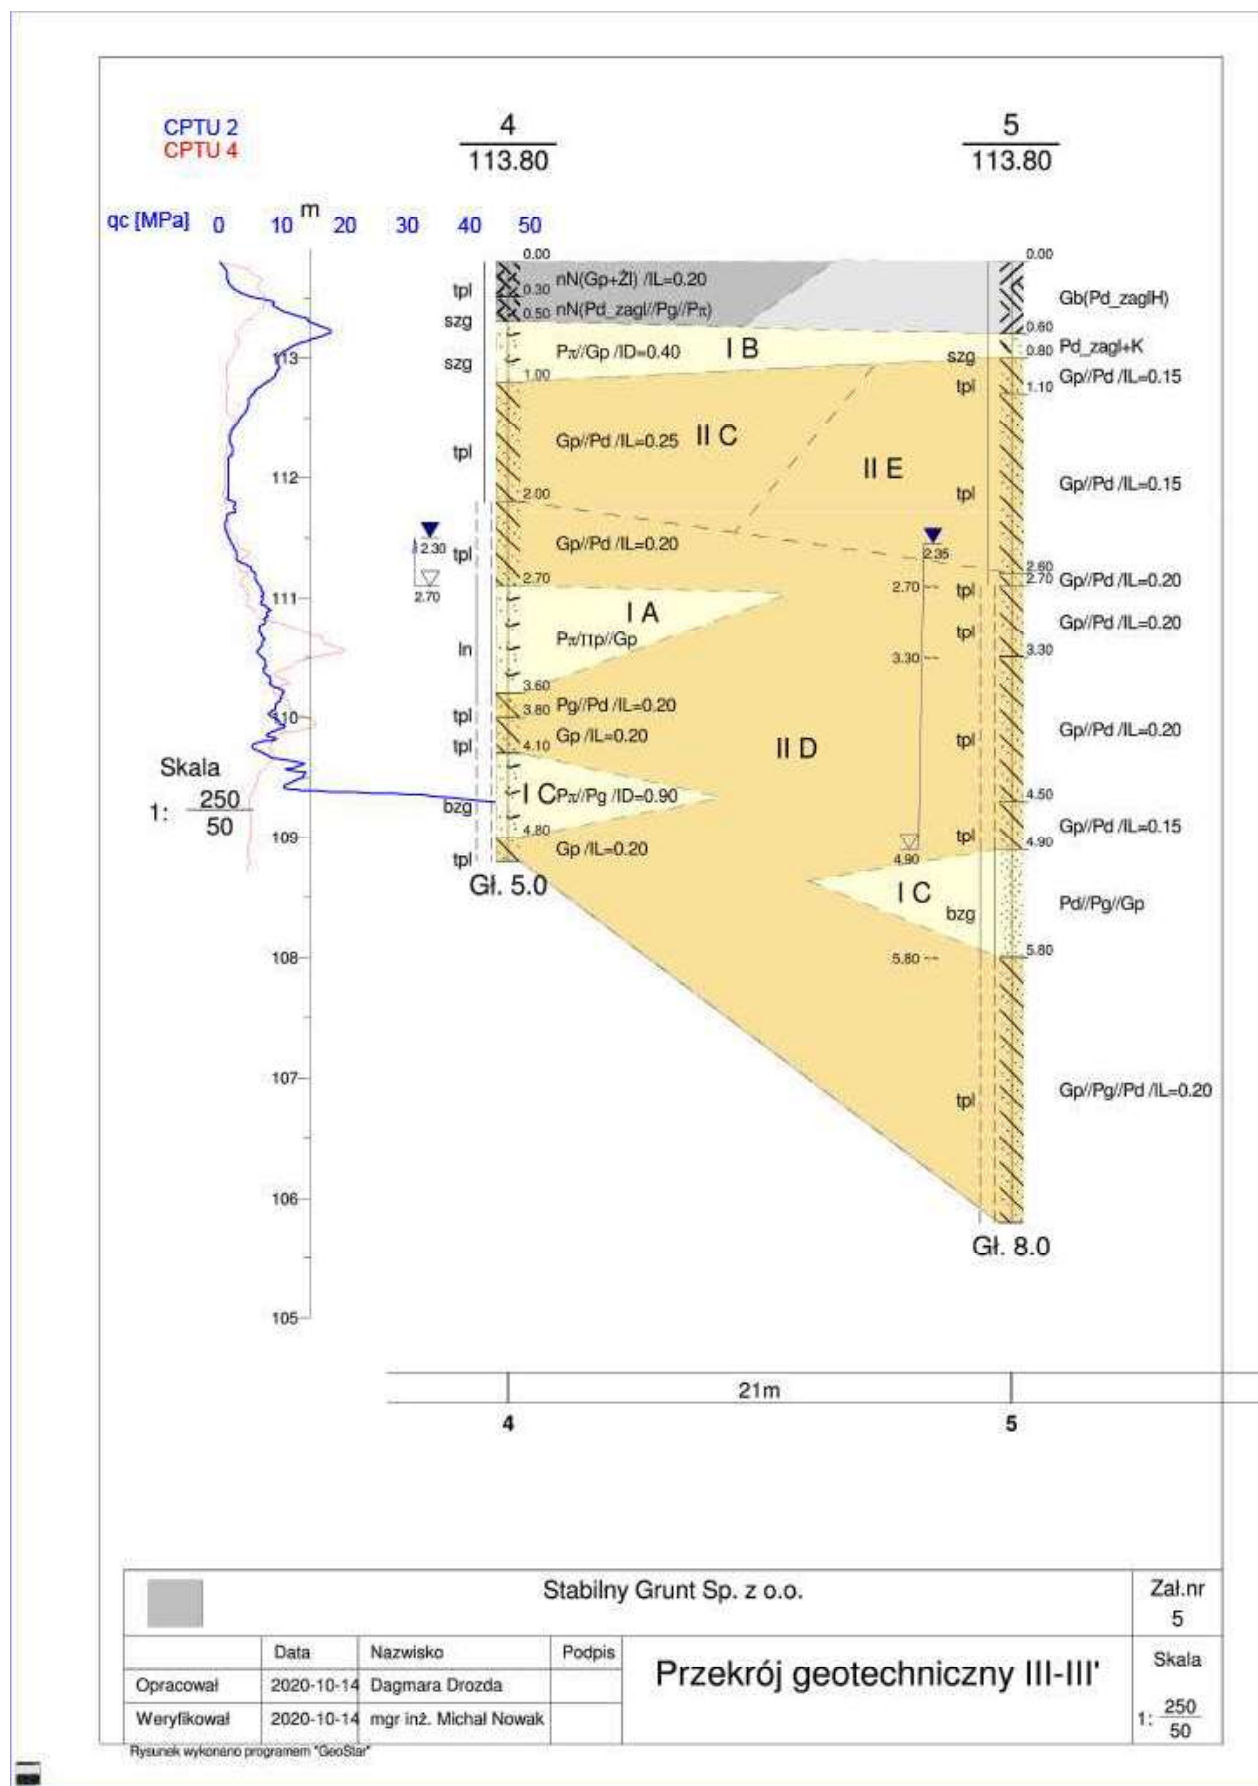 CPTU 2
CPTU 4
4
113.80
5
113.80
qc [MPa] 0 10 m 20 30 40 50
0.00
0.00
tpl
0.30 nN(Gp+Żl) /IL=0.20
Gb(Pd_zaglH)
szg
0.50 nN(Pd_zagl//Pg//Pπ)
0.60
113
szg
Pπ//Gp /ID=0.40
I B
szg
0.80 Pd_zagl+K
1.00
tpl
1.10 Gp//Pd /IL=0.15
tpl
Gp//Pd /IL=0.25
II C
II E
112
tpl
Gp//Pd /IL=0.15
2.00
2.30
tpl
Gp//Pd /IL=0.20
2.35
2.60
2.70
2.70
2.70
tpl
2.70 Gp//Pd /IL=0.20
111
I A
tpl
Gp//Pd /IL=0.20
ln
Pπ/Πp//Gp
3.30
3.30
3.60
110
tpl
3.80 Pg//Pd /IL=0.20
tpl
4.10 Gp /IL=0.20
II D
tpl
Gp//Pd /IL=0.20
Skala
1: 250
50
bzg
I C Pπ//Pg /ID=0.90
4.50
109
4.80
tpl
Gp//Pd /IL=0.15
tpl
Gp /IL=0.20
4.90
4.90
Gł. 5.0
I C
bzg
Pd//Pg//Gp
108
5.80
5.80
107
tpl
Gp//Pg//Pd /IL=0.20
106
Gł. 8.0
105
21m
4
5
Stabilny Grunt Sp. z o.o.
Zał.nr
5
Data Nazwisko Podpis
Opracował 2020-10-14 Dagmara Drozda
Weryfikował 2020-10-14 mgr inż. Michał Nowak
Przekrój geotechniczny III-III'
Skala
1: 250
50
Rysunek wykonano programem "GeoStar"